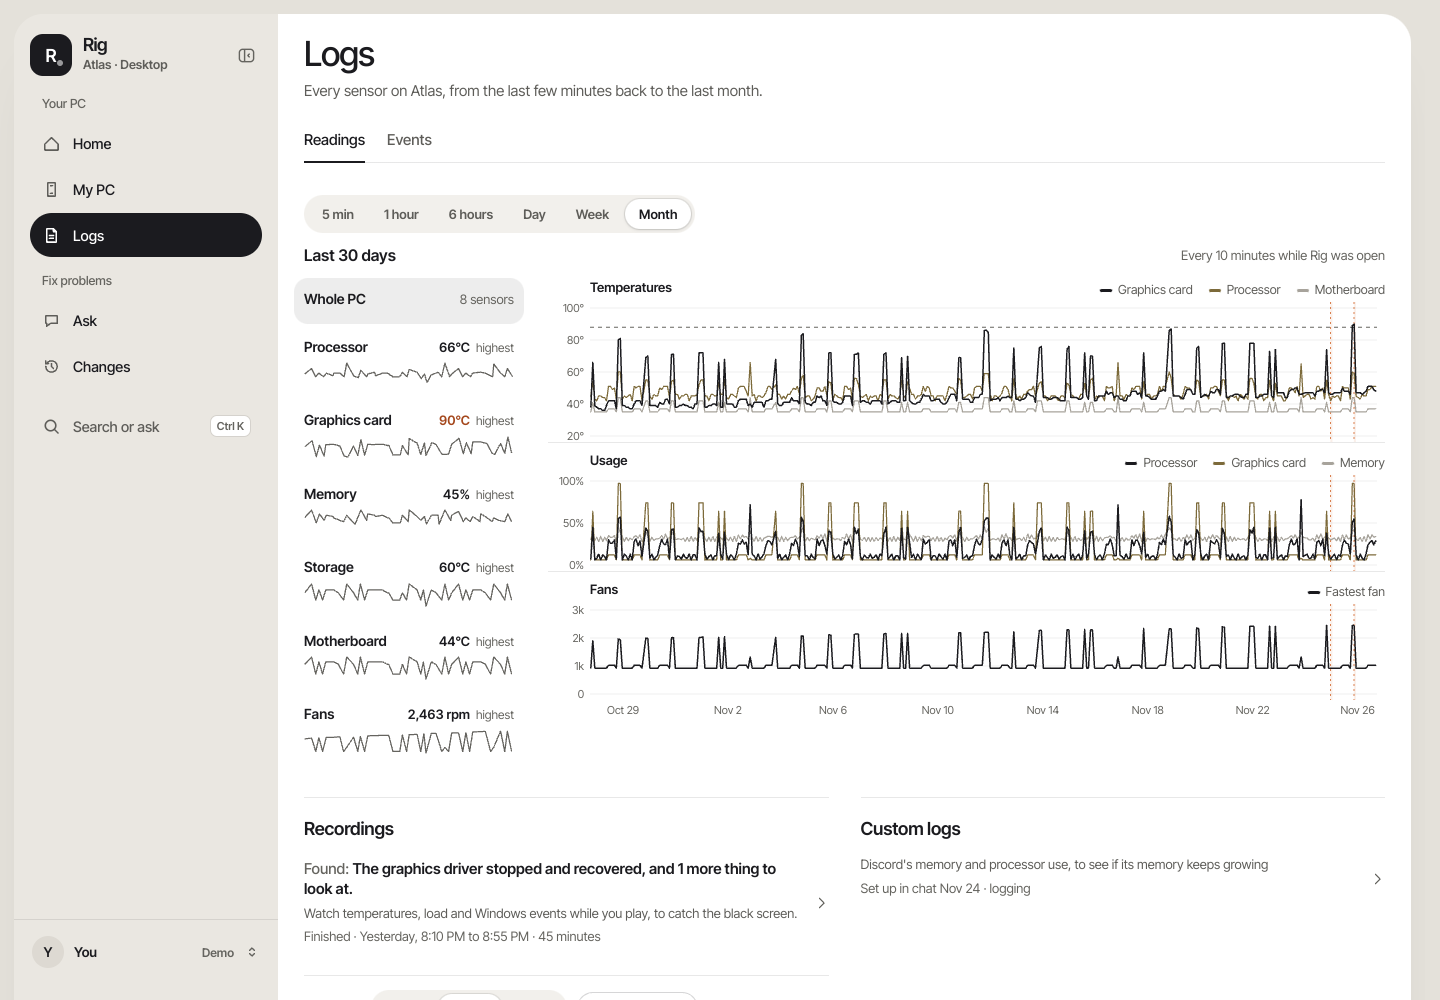 R.
Rig
Atlas · Desktop
Your PC
Home
My PC
Logs
Fix problems
Ask
Changes
Search or ask
Ctrl K
Y
You
Demo
Logs
Every sensor on Atlas, from the last few minutes back to the last month.
Readings
Events
5 min
1 hour
6 hours
Day
Week
Month
Last 30 days
Every 10 minutes while Rig was open
Whole PC
8 sensors
Processor
66°C highest
Graphics card
90°C highest
Memory
45% highest
Storage
60°C highest
Motherboard
44°C highest
Fans
2,463 rpm highest
Temperatures
Graphics card
Processor
Motherboard
100°
80°
60°
40°
20°
Usage
Processor
Graphics card
Memory
100%
50%
0%
Fans
Fastest fan
3k
2k
1k
0
Oct 29
Nov 2
Nov 6
Nov 10
Nov 14
Nov 18
Nov 22
Nov 26
Recordings
Found: The graphics driver stopped and recovered, and 1 more thing to
look at.
Watch temperatures, load and Windows events while you play, to catch the black screen.
Finished · Yesterday, 8:10 PM to 8:55 PM · 45 minutes
Custom logs
Discord's memory and processor use, to see if its memory keeps growing
Set up in chat Nov 24 · logging